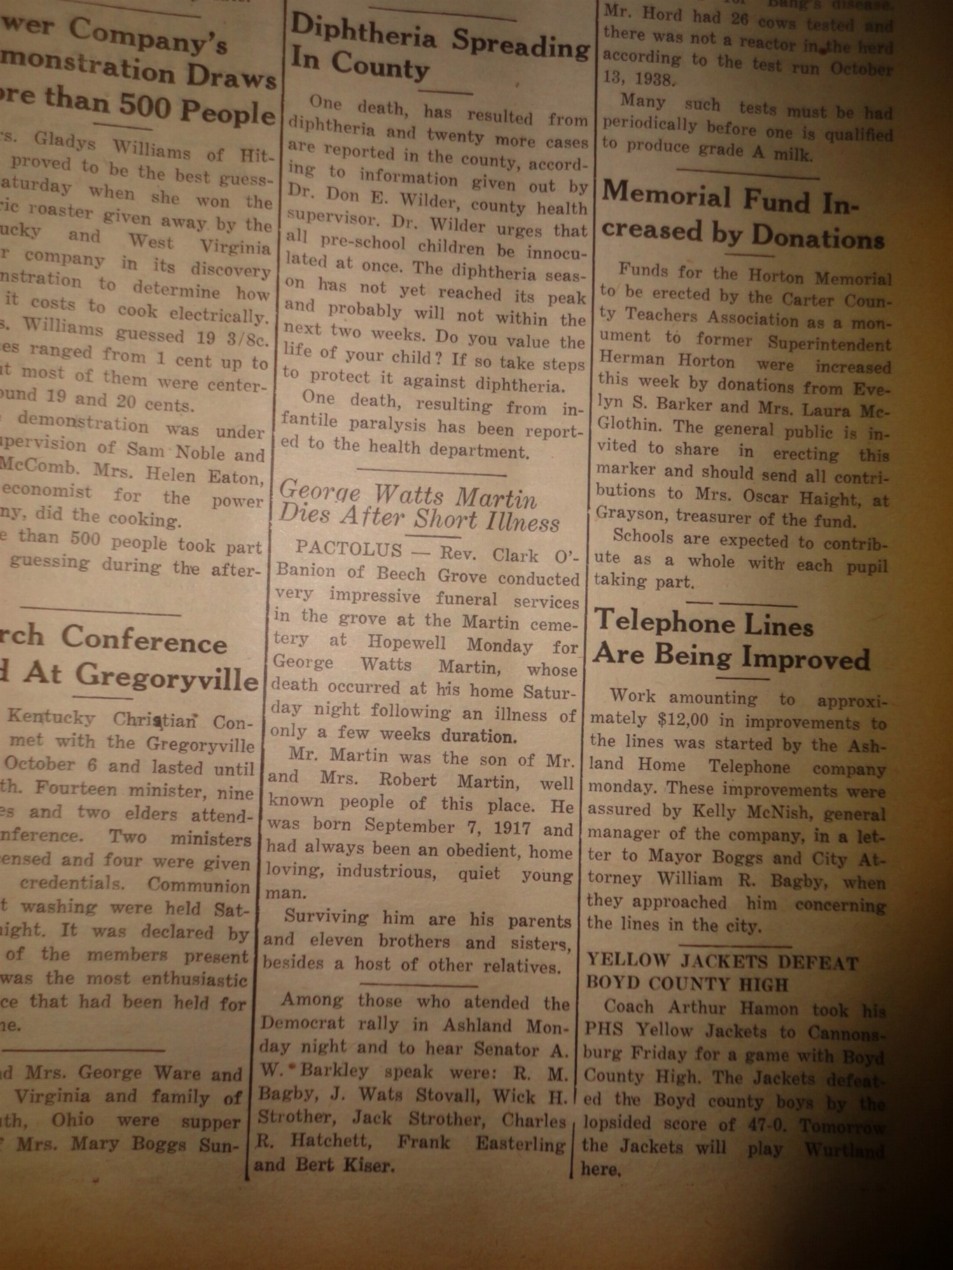 wer Company's
monstration Draws
ore than 500 People
rs. Gladys Williams of Hit-
proved to be the best guess-
aturday when she won the
ric roaster given away by the
ucky and West Virginia
r company in its discovery
nstration to determine how
it costs to cook electrically.
s. Williams guessed 19 3/8c.
es ranged from 1 cent up to
ut most of them were center-
ound 19 and 20 cents.
demonstration was under
upervision of Sam Noble and
McComb. Mrs. Helen Eaton,
economist for the power
ny, did the cooking.
e than 500 people took part
guessing during the after-
rch Conference
d At Gregoryville
Kentucky Christian Con-
met with the Gregoryville
October 6 and lasted until
th. Fourteen minister, nine
es and two elders attend-
nference. Two ministers
ensed and four were given
credentials. Communion
t washing were held Sat-
night. It was declared by
of the members present
was the most enthusiastic
ce that had been held for
ne.
nd Mrs. George Ware and
Virginia and family of
uth, Ohio were supper
f Mrs. Mary Boggs Sun-
Diphtheria Spreading
In County
One death, has resulted from
diphtheria and twenty more cases
are reported in the county, accord-
ing to information given out by
Dr. Don E. Wilder, county health
supervisor. Dr. Wilder urges that
all pre-school children be innocu-
lated at once. The diphtheria seas-
on has not yet reached its peak
and probably will not within the
next two weeks. Do you value the
life of your child? If so take steps
to protect it against diphtheria.
One death, resulting from in-
fantile paralysis has been report-
ed to the health department.
George Watts Martin
Dies After Short Illness
PACTOLUS — Rev. Clark O'-
Banion of Beech Grove conducted
very impressive funeral services
in the grove at the Martin ceme-
tery at Hopewell Monday for
George Watts Martin, whose
death occurred at his home Satur-
day night following an illness of
only a few weeks duration.
Mr. Martin was the son of Mr.
and Mrs. Robert Martin, well
known people of this place. He
was born September 7, 1917 and
had always been an obedient, home
loving, industrious, quiet young
man.
Surviving him are his parents
and eleven brothers and sisters,
besides a host of other relatives.
Among those who atended the
Democrat rally in Ashland Mon-
day night and to hear Senator A.
W. Barkley speak were: R. M.
Bagby, J. Wats Stovall, Wick H.
Strother, Jack Strother, Charles
R. Hatchett, Frank Easterling
and Bert Kiser.
Bang's disease.
Mr. Hord had 26 cows tested and
there was not a reactor in the herd
according to the test run October
13, 1938.
Many such tests must be had
periodically before one is qualified
to produce grade A milk.
Memorial Fund In-
creased by Donations
Funds for the Horton Memorial
to be erected by the Carter Coun-
ty Teachers Association as a mon-
ument to former Superintendent
Herman Horton were increased
this week by donations from Eve-
lyn S. Barker and Mrs. Laura Mc-
Glothin. The general public is in-
vited to share in erecting this
marker and should send all contri-
butions to Mrs. Oscar Haight, at
Grayson, treasurer of the fund.
Schools are expected to contrib-
ute as a whole with each pupil
taking part.
Telephone Lines
Are Being Improved
Work amounting to approxi-
mately $12,00 in improvements to
the lines was started by the Ash-
land Home Telephone company
monday. These improvements were
assured by Kelly McNish, general
manager of the company, in a let-
ter to Mayor Boggs and City At-
torney William R. Bagby, when
they approached him concerning
the lines in the city.
YELLOW JACKETS DEFEAT
BOYD COUNTY HIGH
Coach Arthur Hamon took his
PHS Yellow Jackets to Cannons-
burg Friday for a game with Boyd
County High. The Jackets defeat-
ed the Boyd county boys by the
lopsided score of 47-0. Tomorrow
the Jackets will play Wurtland
here.